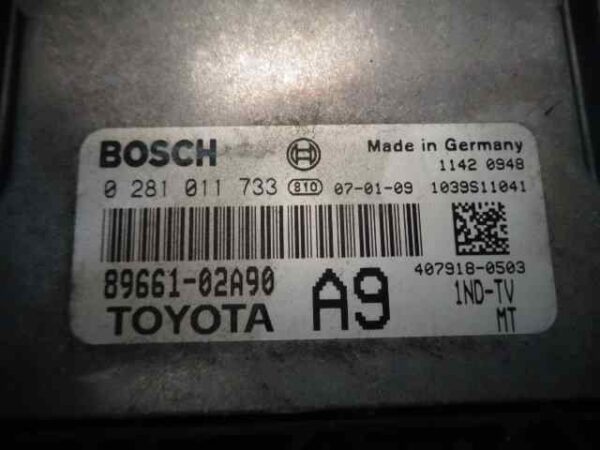 BOSCH Made in Germany
1142 0948
0 281 011 733 810 07-01-09 1039S11041
407918-0503
89661-02A90 A9 1ND-TV
TOYOTA MT